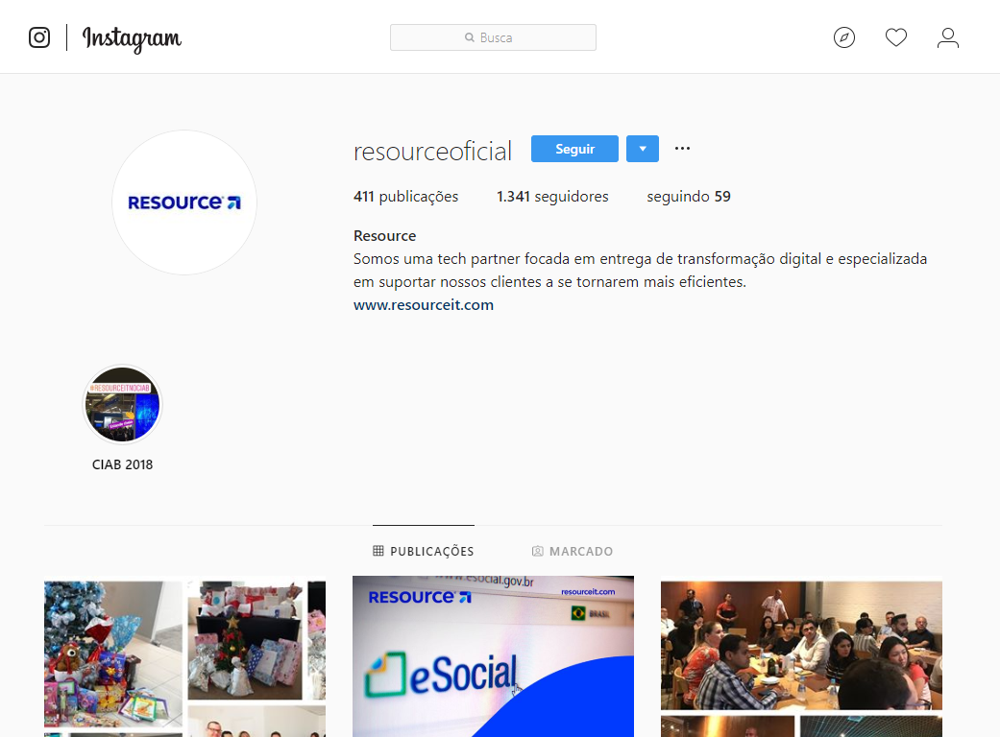 Instagram
Busca
resourceoficial
Seguir
411 publicações 1.341 seguidores seguindo 59
Resource
Somos uma tech partner focada em entrega de transformação digital e especializada
em suportar nossos clientes a se tornarem mais eficientes.
www.resourceit.com
RESOURCE
#RESOURCEITNOCIAB
CIAB 2018
PUBLICAÇÕES MARCADO
www.esocial.gov.br
RESOURCE resourceit.com
BRASIL
eSocial